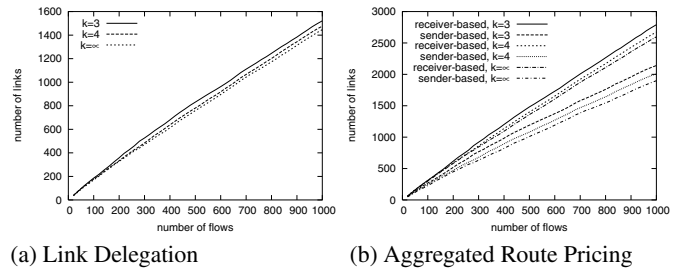 1600
1400
1200
1000
800
600
400
200
0
0 100 200 300 400 500 600 700 800 900 1000
number of links
number of flows
k=3
k=4
k=∞
(a) Link Delegation
3000
2500
2000
1500
1000
500
0
0 100 200 300 400 500 600 700 800 900 1000
number of links
number of flows
receiver-based, k=3
sender-based, k=3
receiver-based, k=4
sender-based, k=4
receiver-based, k=∞
sender-based, k=∞
(b) Aggregated Route Pricing